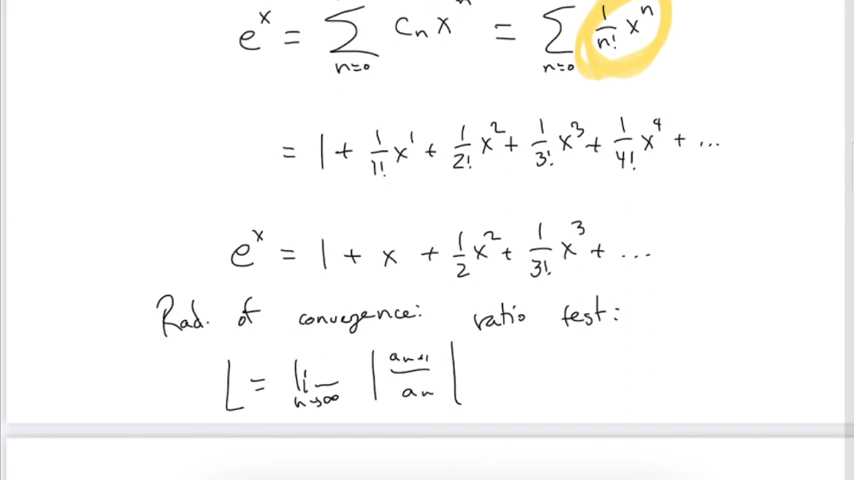 e^x = ∑_{n=0} C_n x^n = ∑_{n=0} 1/n! x^n
= 1 + 1/1! x^1 + 1/2! x^2 + 1/3! x^3 + 1/4! x^4 + ...
e^x = 1 + x + 1/2 x^2 + 1/3! x^3 + ...
Rad. of convergence: ratio test:
L = lim_{n→∞} | a_{n+1} / a_n |